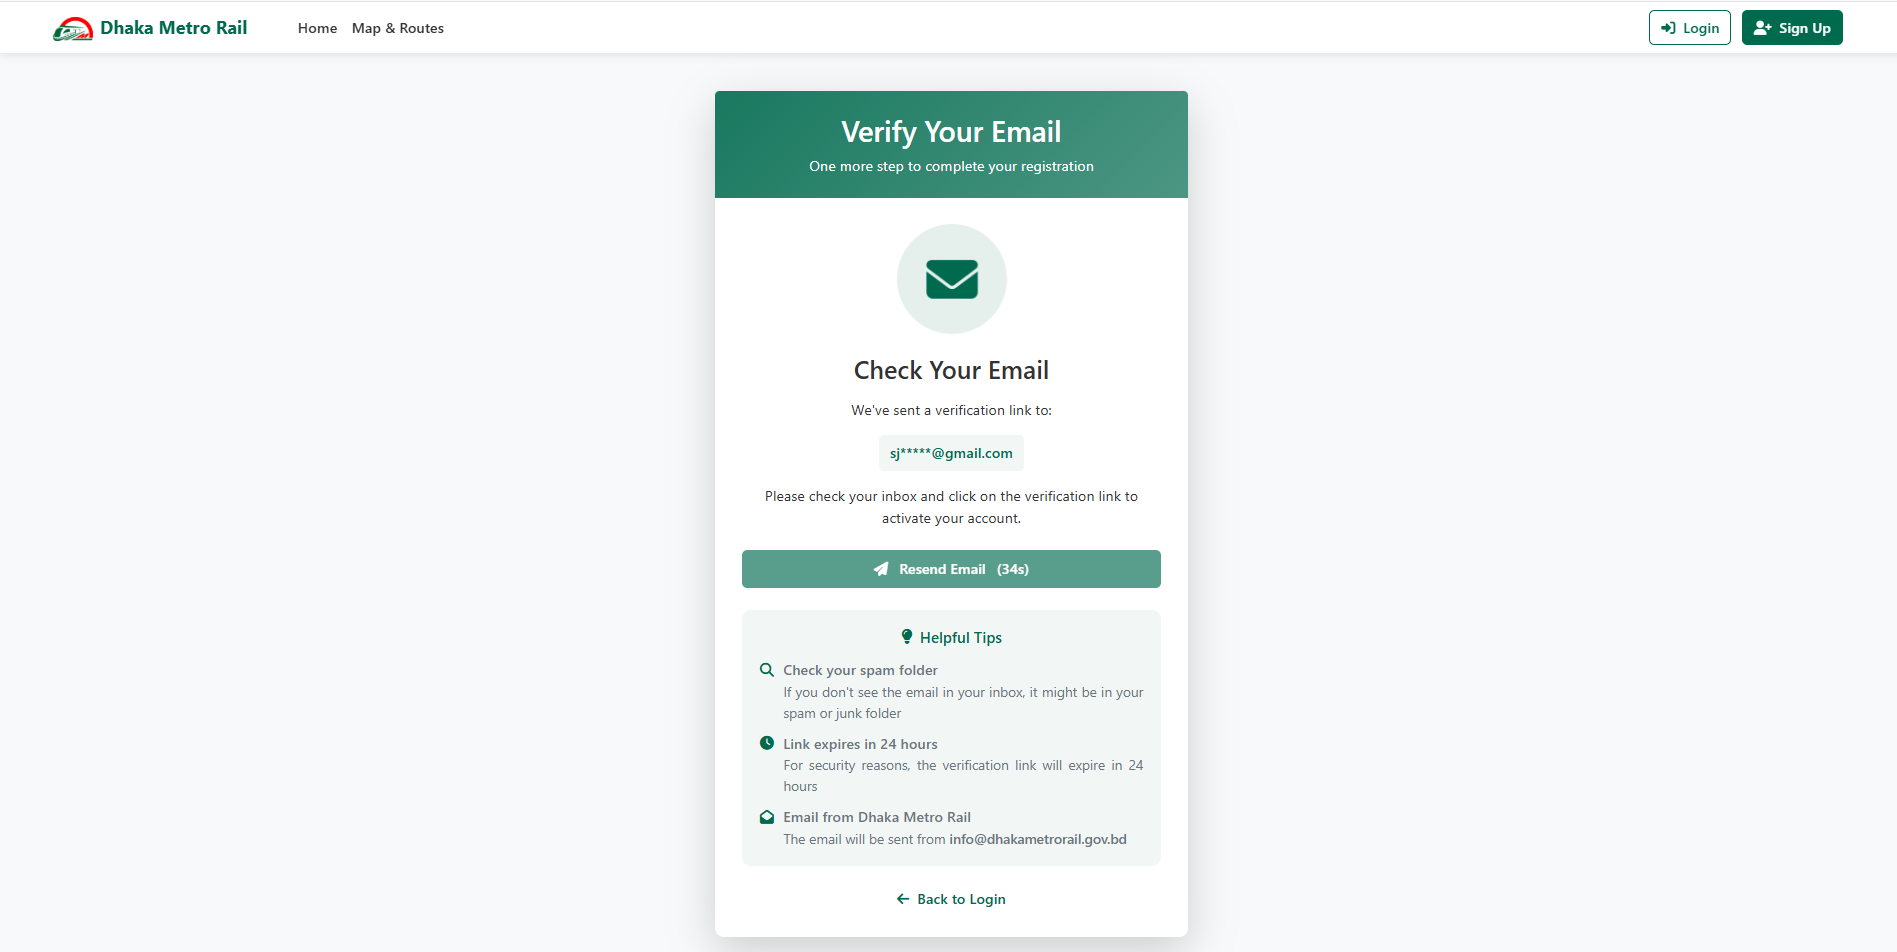 Dhaka Metro Rail
Home
Map & Routes
Login
Sign Up
Verify Your Email
One more step to complete your registration
Check Your Email
We've sent a verification link to:
sj*****@gmail.com
Please check your inbox and click on the verification link to
activate your account.
Resend Email (34s)
Helpful Tips
Check your spam folder
If you don't see the email in your inbox, it might be in your
spam or junk folder
Link expires in 24 hours
For security reasons, the verification link will expire in 24
hours
Email from Dhaka Metro Rail
The email will be sent from info@dhakametrorail.gov.bd
Back to Login